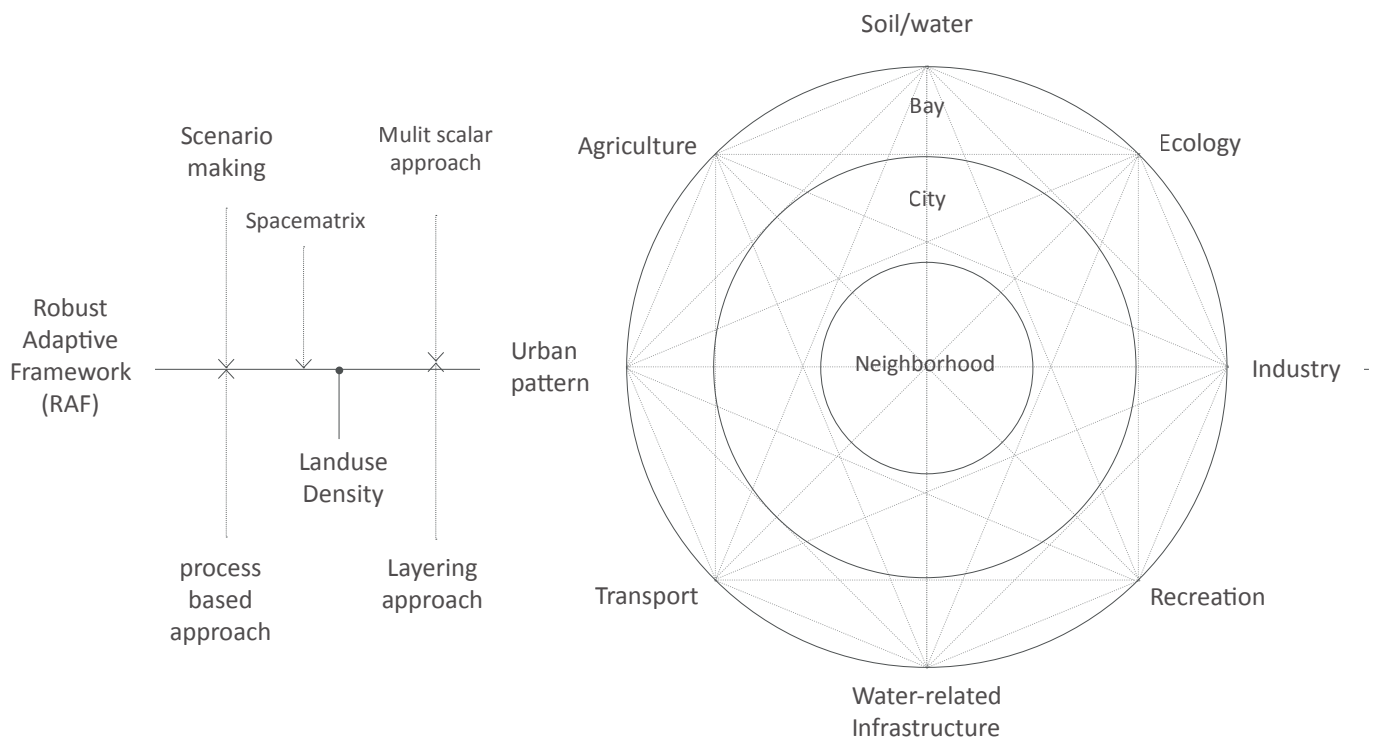 Soil/water
Bay
Scenario
making
Mulit scalar
approach
Agriculture
Ecology
City
Spacematrix
Robust
Adaptive
Framework
(RAF)
Urban
pattern
Neighborhood
Industry
-
Landuse
Density
process
based
approach
Layering
approach
Transport
Recreation
Water-related
Infrastructure